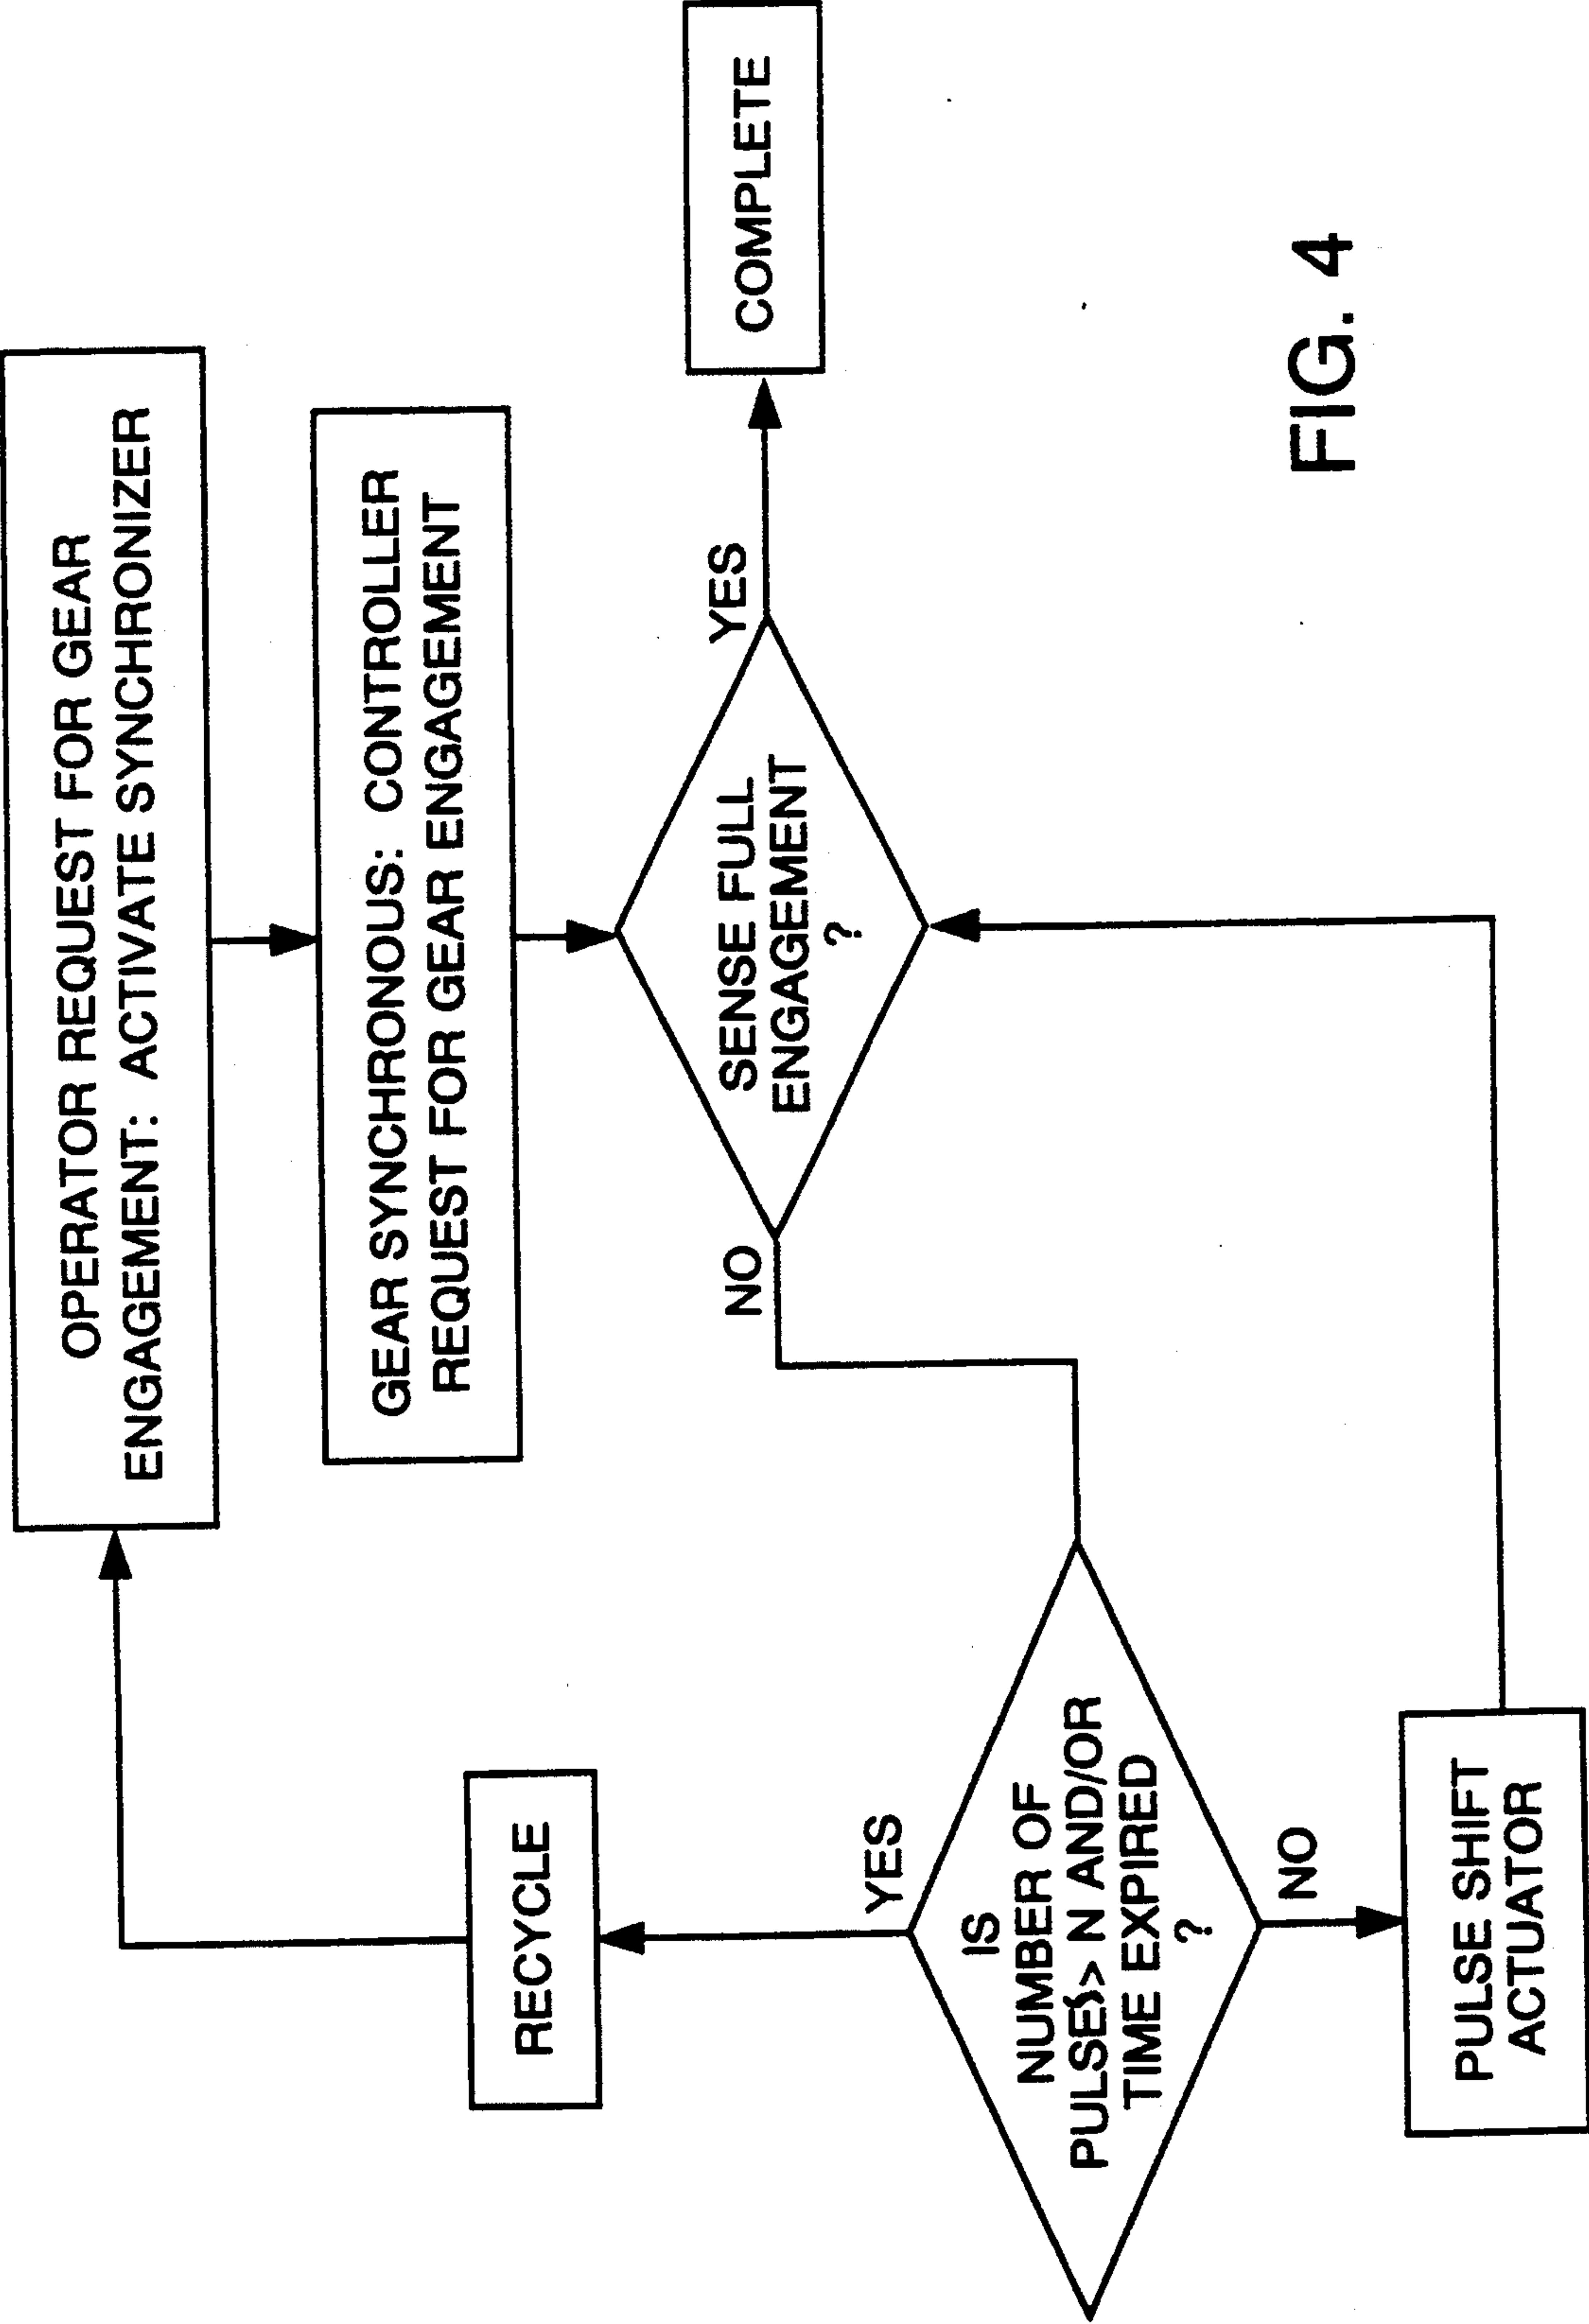 OPERATOR REQUEST FOR GEAR
ENGAGEMENT: ACTIVATE SYNCHRONIZER
GEAR SYNCHRONOUS: CONTROLLER
REQUEST FOR GEAR ENGAGEMENT
SENSE FULL
ENGAGEMENT
?
YES
COMPLETE
NO
IS
NUMBER OF
PULSES> N AND/OR
TIME EXPIRED
?
YES
RECYCLE
NO
PULSE SHIFT
ACTUATOR
FIG. 4